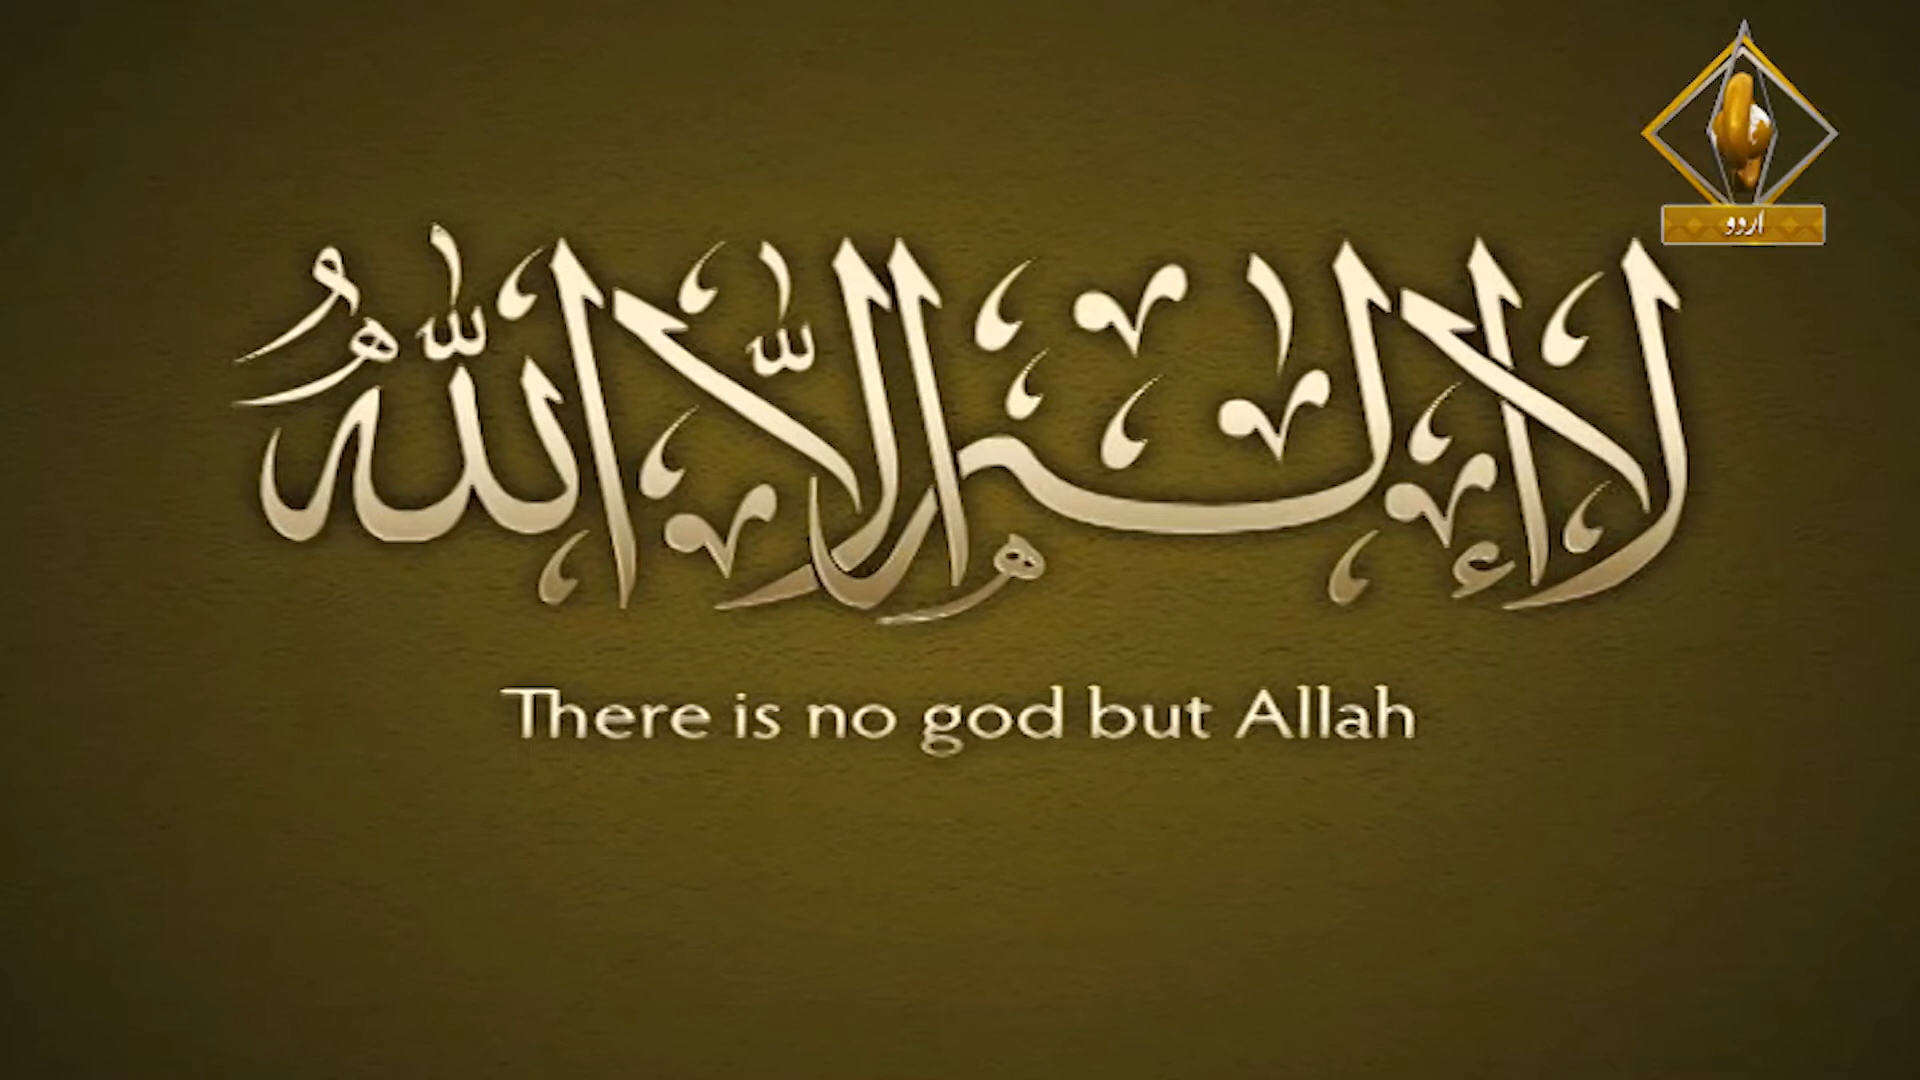 اردو
لا إله إلا الله
There is no god but Allah